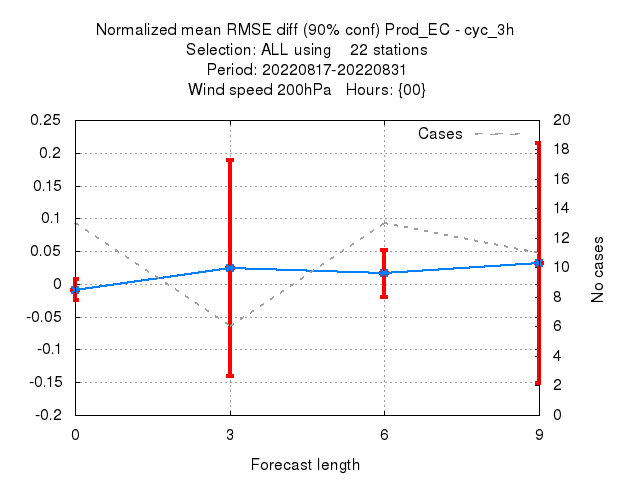 Normalized mean RMSE diff (90% conf) Prod_EC - cyc_3h
Selection: ALL using    22 stations
Period: 20220817-20220831
Wind speed 200hPa   Hours: {00}
Cases
0.25
0.2
0.15
0.1
0.05
0
-0.05
-0.1
-0.15
-0.2
20
18
16
14
12
10
8
6
4
2
0
No cases
0 3 6 9
Forecast length